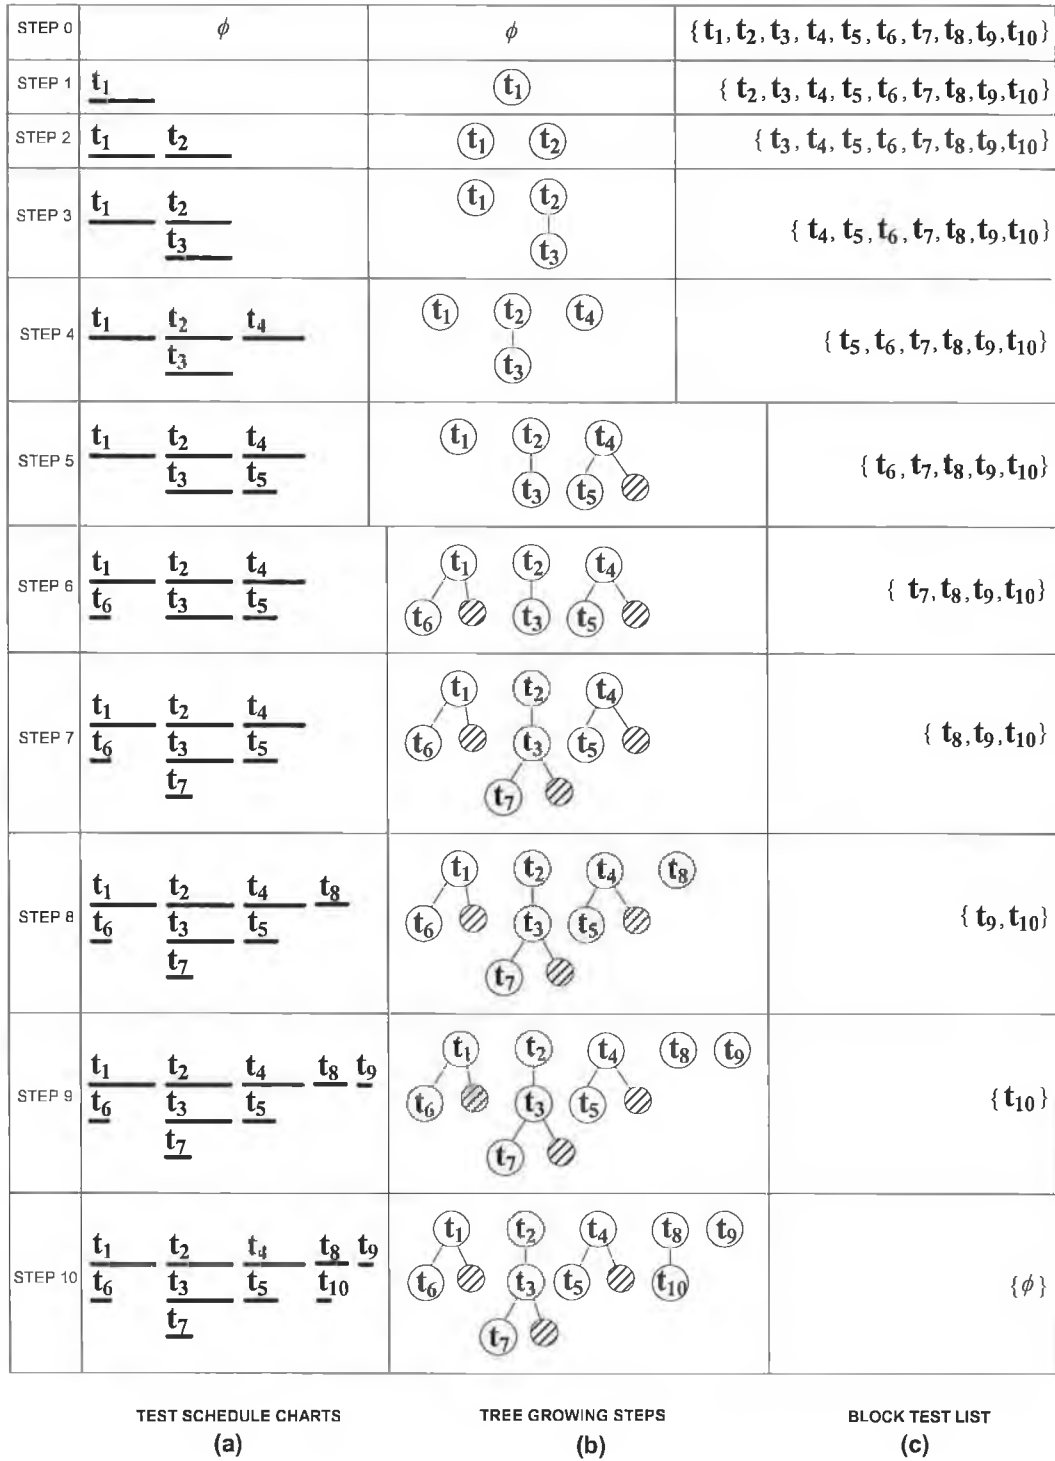 STEP 0 ϕ ϕ { t1, t2, t3, t4, t5, t6, t7, t8, t9, t10}
STEP 1 t1 t1 { t2, t3, t4, t5, t6, t7, t8, t9, t10}
STEP 2 t1 t2 t1 t2 { t3, t4, t5, t6, t7, t8, t9, t10}
t1 t2 t1 t2
STEP 3 { t4, t5, t6, t7, t8, t9, t10}
t3 t3
t1 t2 t4 t1 t2 t4
STEP 4 { t5, t6, t7, t8, t9, t10}
t3 t3
t1 t2 t4 t1 t2 t4
STEP 5 { t6, t7, t8, t9, t10}
t3 t5 t3 t5
t1 t2 t4 t1 t2 t4
STEP 6 { t7, t8, t9, t10}
t6 t3 t5 t6 t3 t5
t1 t2 t4 t1 t2 t4
STEP 7 { t8, t9, t10}
t6 t3 t5 t6 t3 t5
t7 t7
t1 t2 t4 t8 t1 t2 t4 t8
STEP 8 { t9, t10}
t6 t3 t5 t6 t3 t5
t7 t7
t1 t2 t4 t8 t9 t1 t2 t4 t8 t9
STEP 9 { t10}
t6 t3 t5 t6 t3 t5
t7 t7
t1 t2 t4 t8 t9 t1 t2 t4 t8 t9
STEP 10 {ϕ}
t6 t3 t5 t10 t6 t3 t5 t10
t7 t7
TEST SCHEDULE CHARTS TREE GROWING STEPS BLOCK TEST LIST
(a) (b) (c)